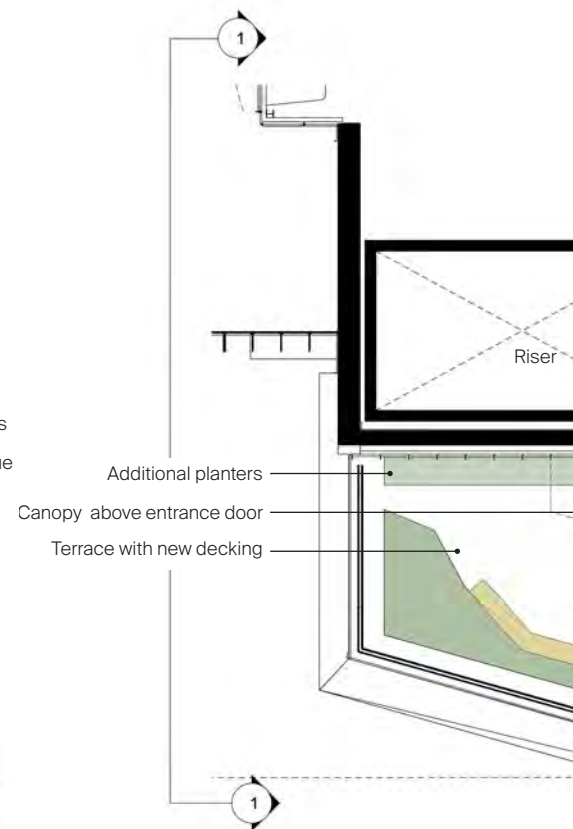 1
Riser
Additional planters
Canopy above entrance door
Terrace with new decking
1